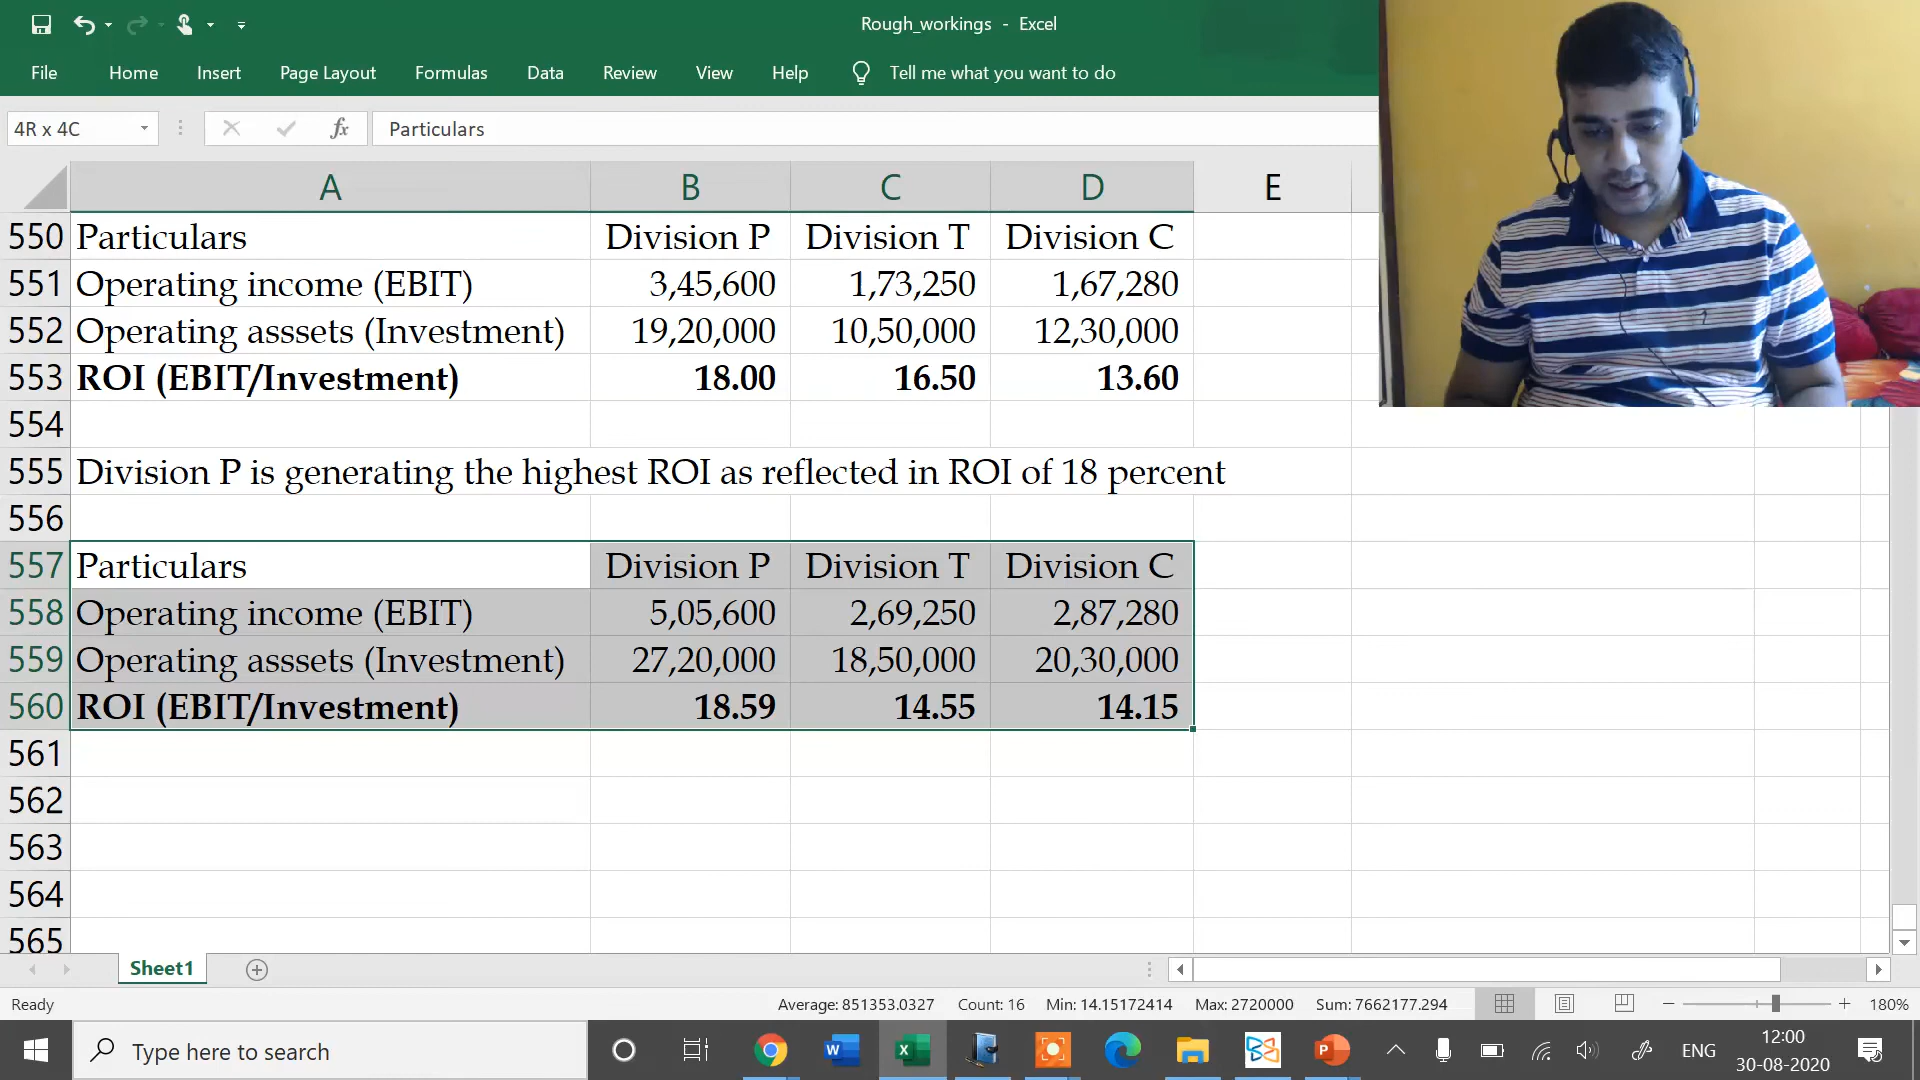 Rough_workings - Excel
File Home Insert Page Layout Formulas Data Review View Help Tell me what you want to do
4R x 4C fx Particulars
A B C D E
550 Particulars Division P Division T Division C
551 Operating income (EBIT) 3,45,600 1,73,250 1,67,280
552 Operating asssets (Investment) 19,20,000 10,50,000 12,30,000
553 ROI (EBIT/Investment) 18.00 16.50 13.60
554
555 Division P is generating the highest ROI as reflected in ROI of 18 percent
556
557 Particulars Division P Division T Division C
558 Operating income (EBIT) 5,05,600 2,69,250 2,87,280
559 Operating asssets (Investment) 27,20,000 18,50,000 20,30,000
560 ROI (EBIT/Investment) 18.59 14.55 14.15
561
562
563
564
565
Sheet1
Ready Average: 851353.0327 Count: 16 Min: 14.15172414 Max: 2720000 Sum: 7662177.294 180%
Type here to search W X P ENG 12:00
30-08-2020